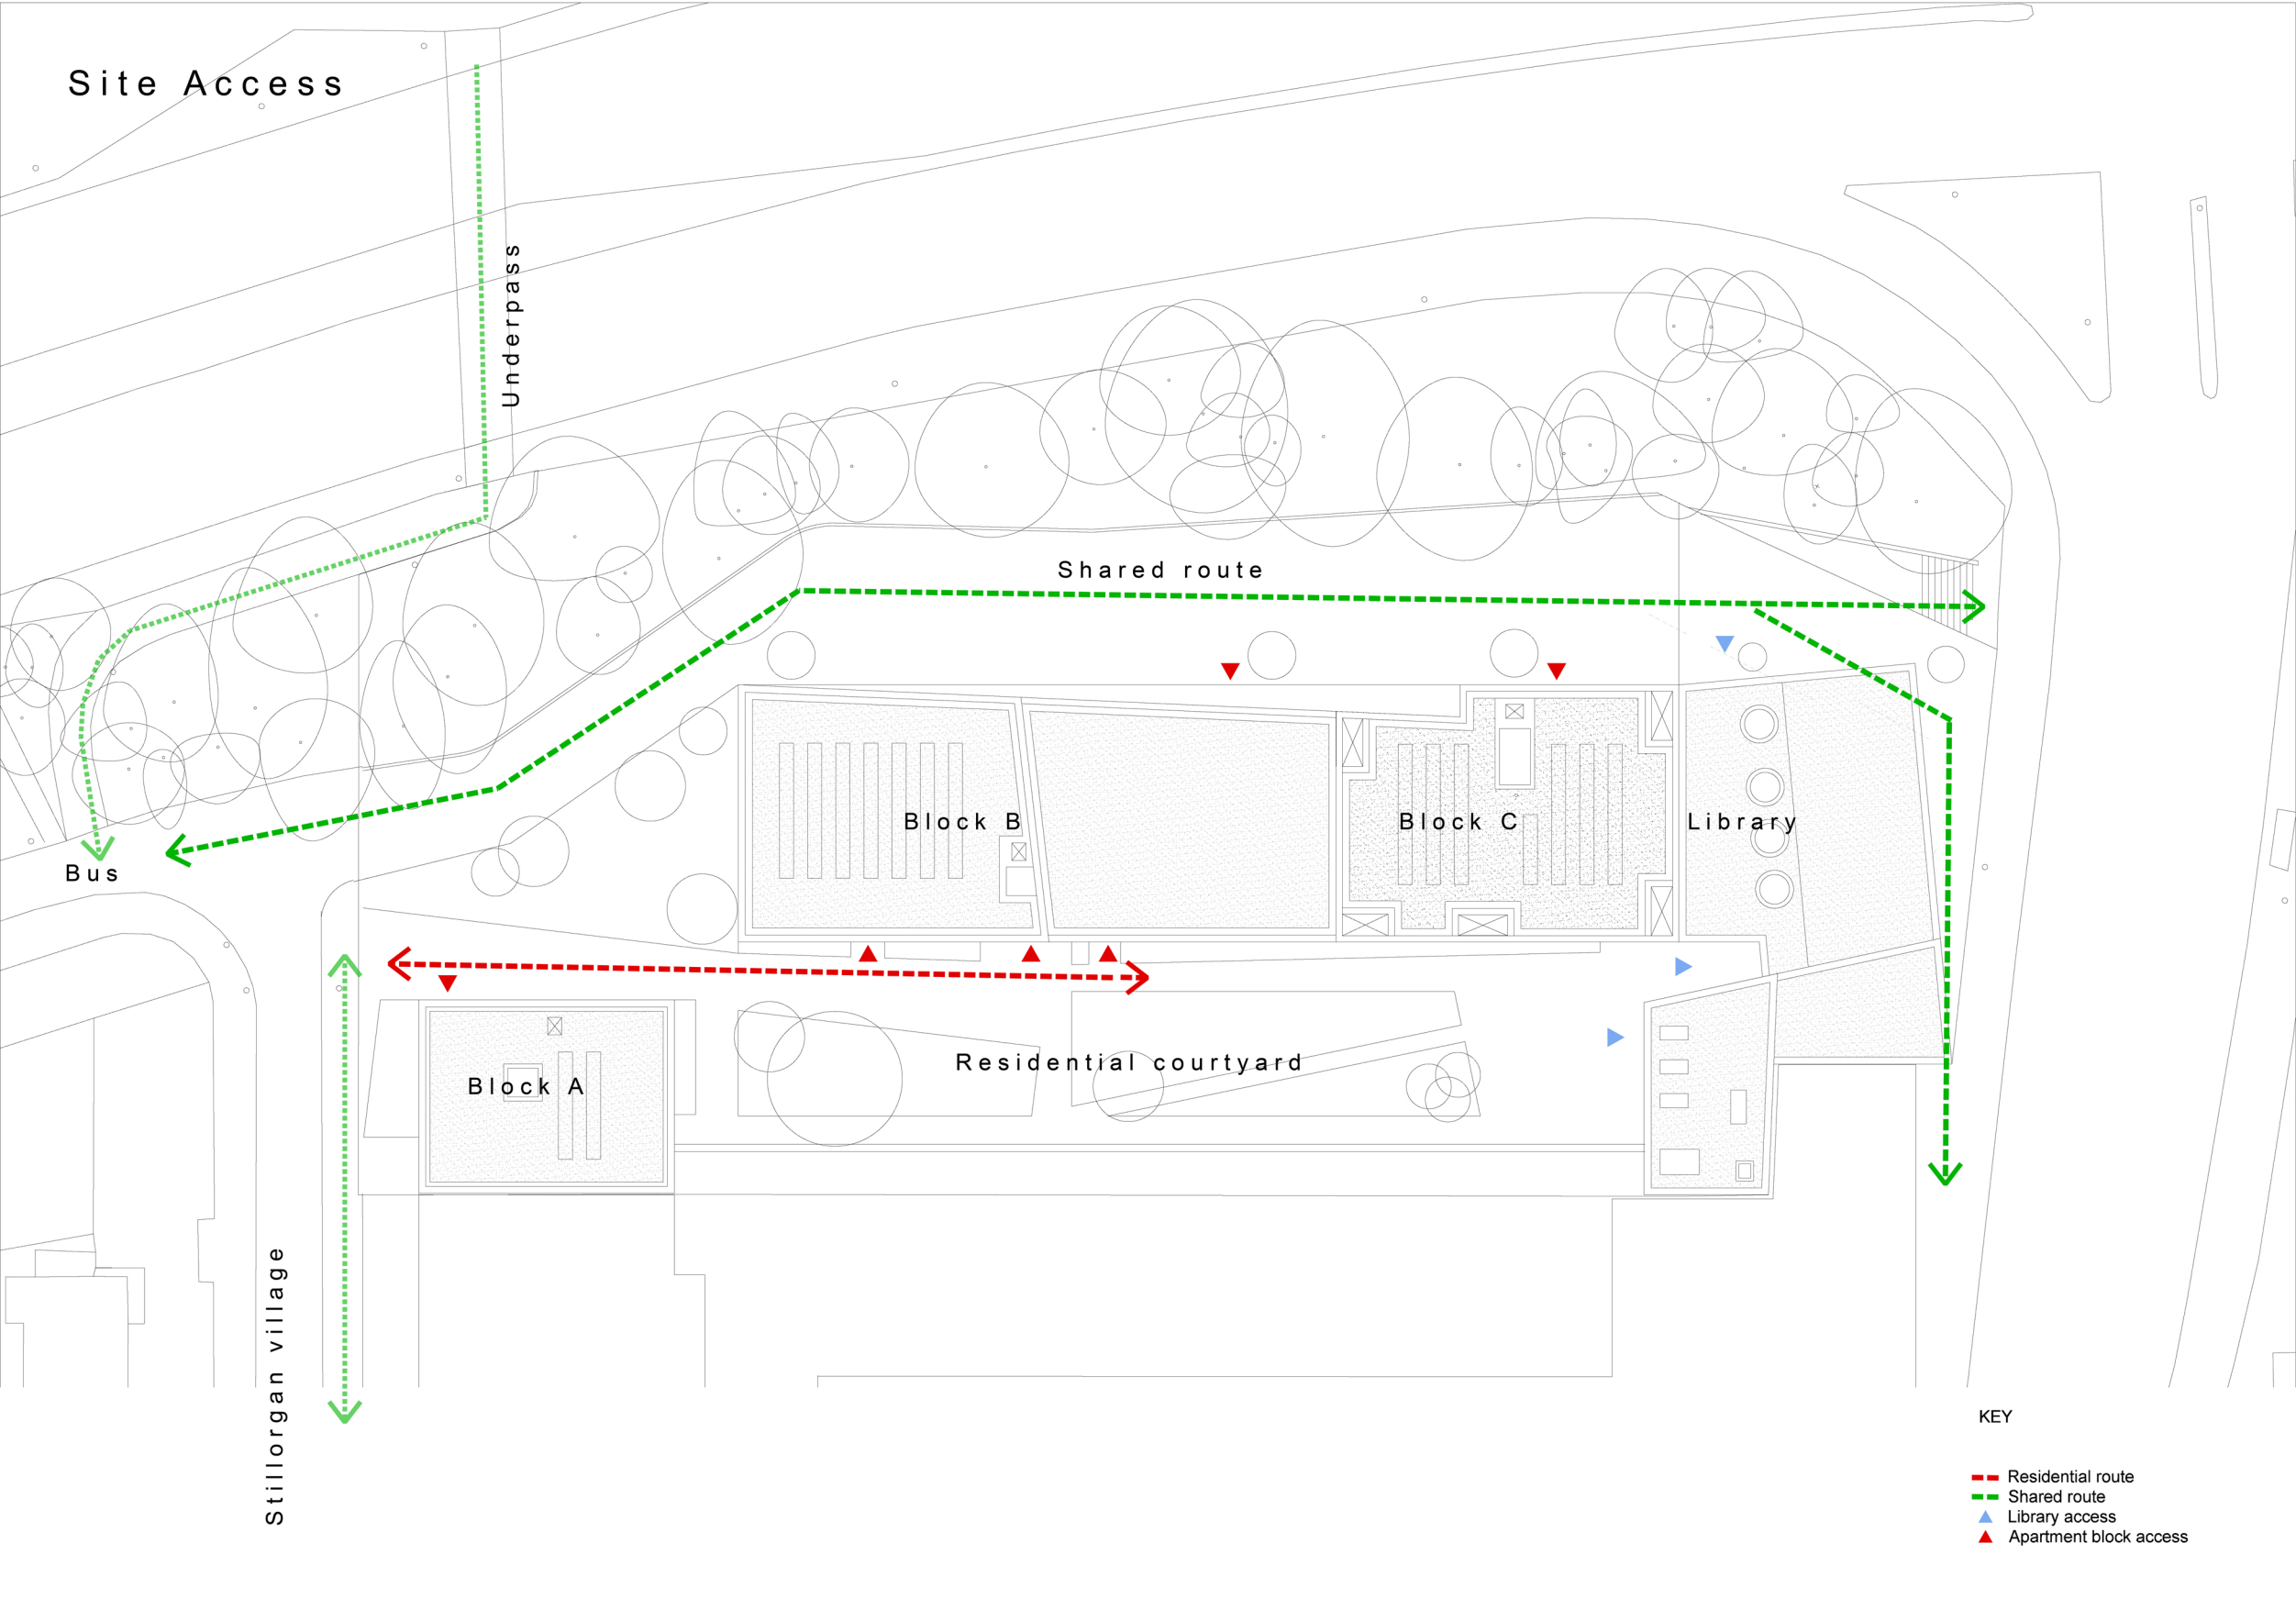 Site Access
Underpass
Shared route
Block B
Block C
Library
Bus
Residential courtyard
Block A
Stillorgan village
KEY
Residential route
Shared route
Library access
Apartment block access